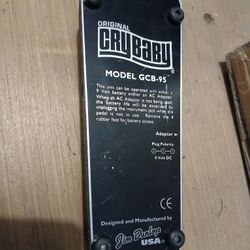 ORIGINAL
CRYBABY®
MODEL GCB-95
This unit can be operated with either a
9 Volt battery and/or an AC Adaptor.
When an AC Adaptor is not being used,
the battery life will be extended by
unplugging the instrument jack when the
pedal is not in use. Remove the 4
rubber feet for battery access.
Adaptor
Plug Polarity
9 Volt DC
CE
Designed and Manufactured by
Jim Dunlop
USA